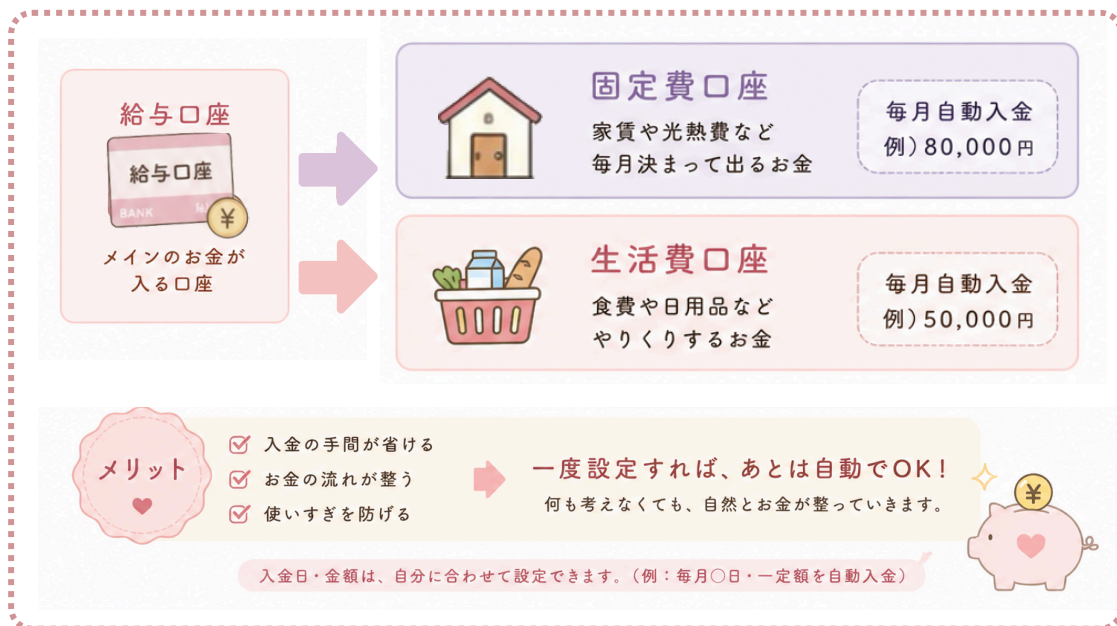 給与口座
給与口座
BANK
¥
メインのお金が
入る口座
固定費口座
家賃や光熱費など
毎月決まって出るお金
毎月自動入金
例）80,000円
生活費口座
食費や日用品など
やりくりするお金
毎月自動入金
例）50,000円
メリット
入金の手間が省ける
お金の流れが整う
使いすぎを防げる
一度設定すれば、あとは自動でOK！
何も考えなくても、自然とお金が整っていきます。
¥
入金日・金額は、自分に合わせて設定できます。（例：毎月〇日・一定額を自動入金）